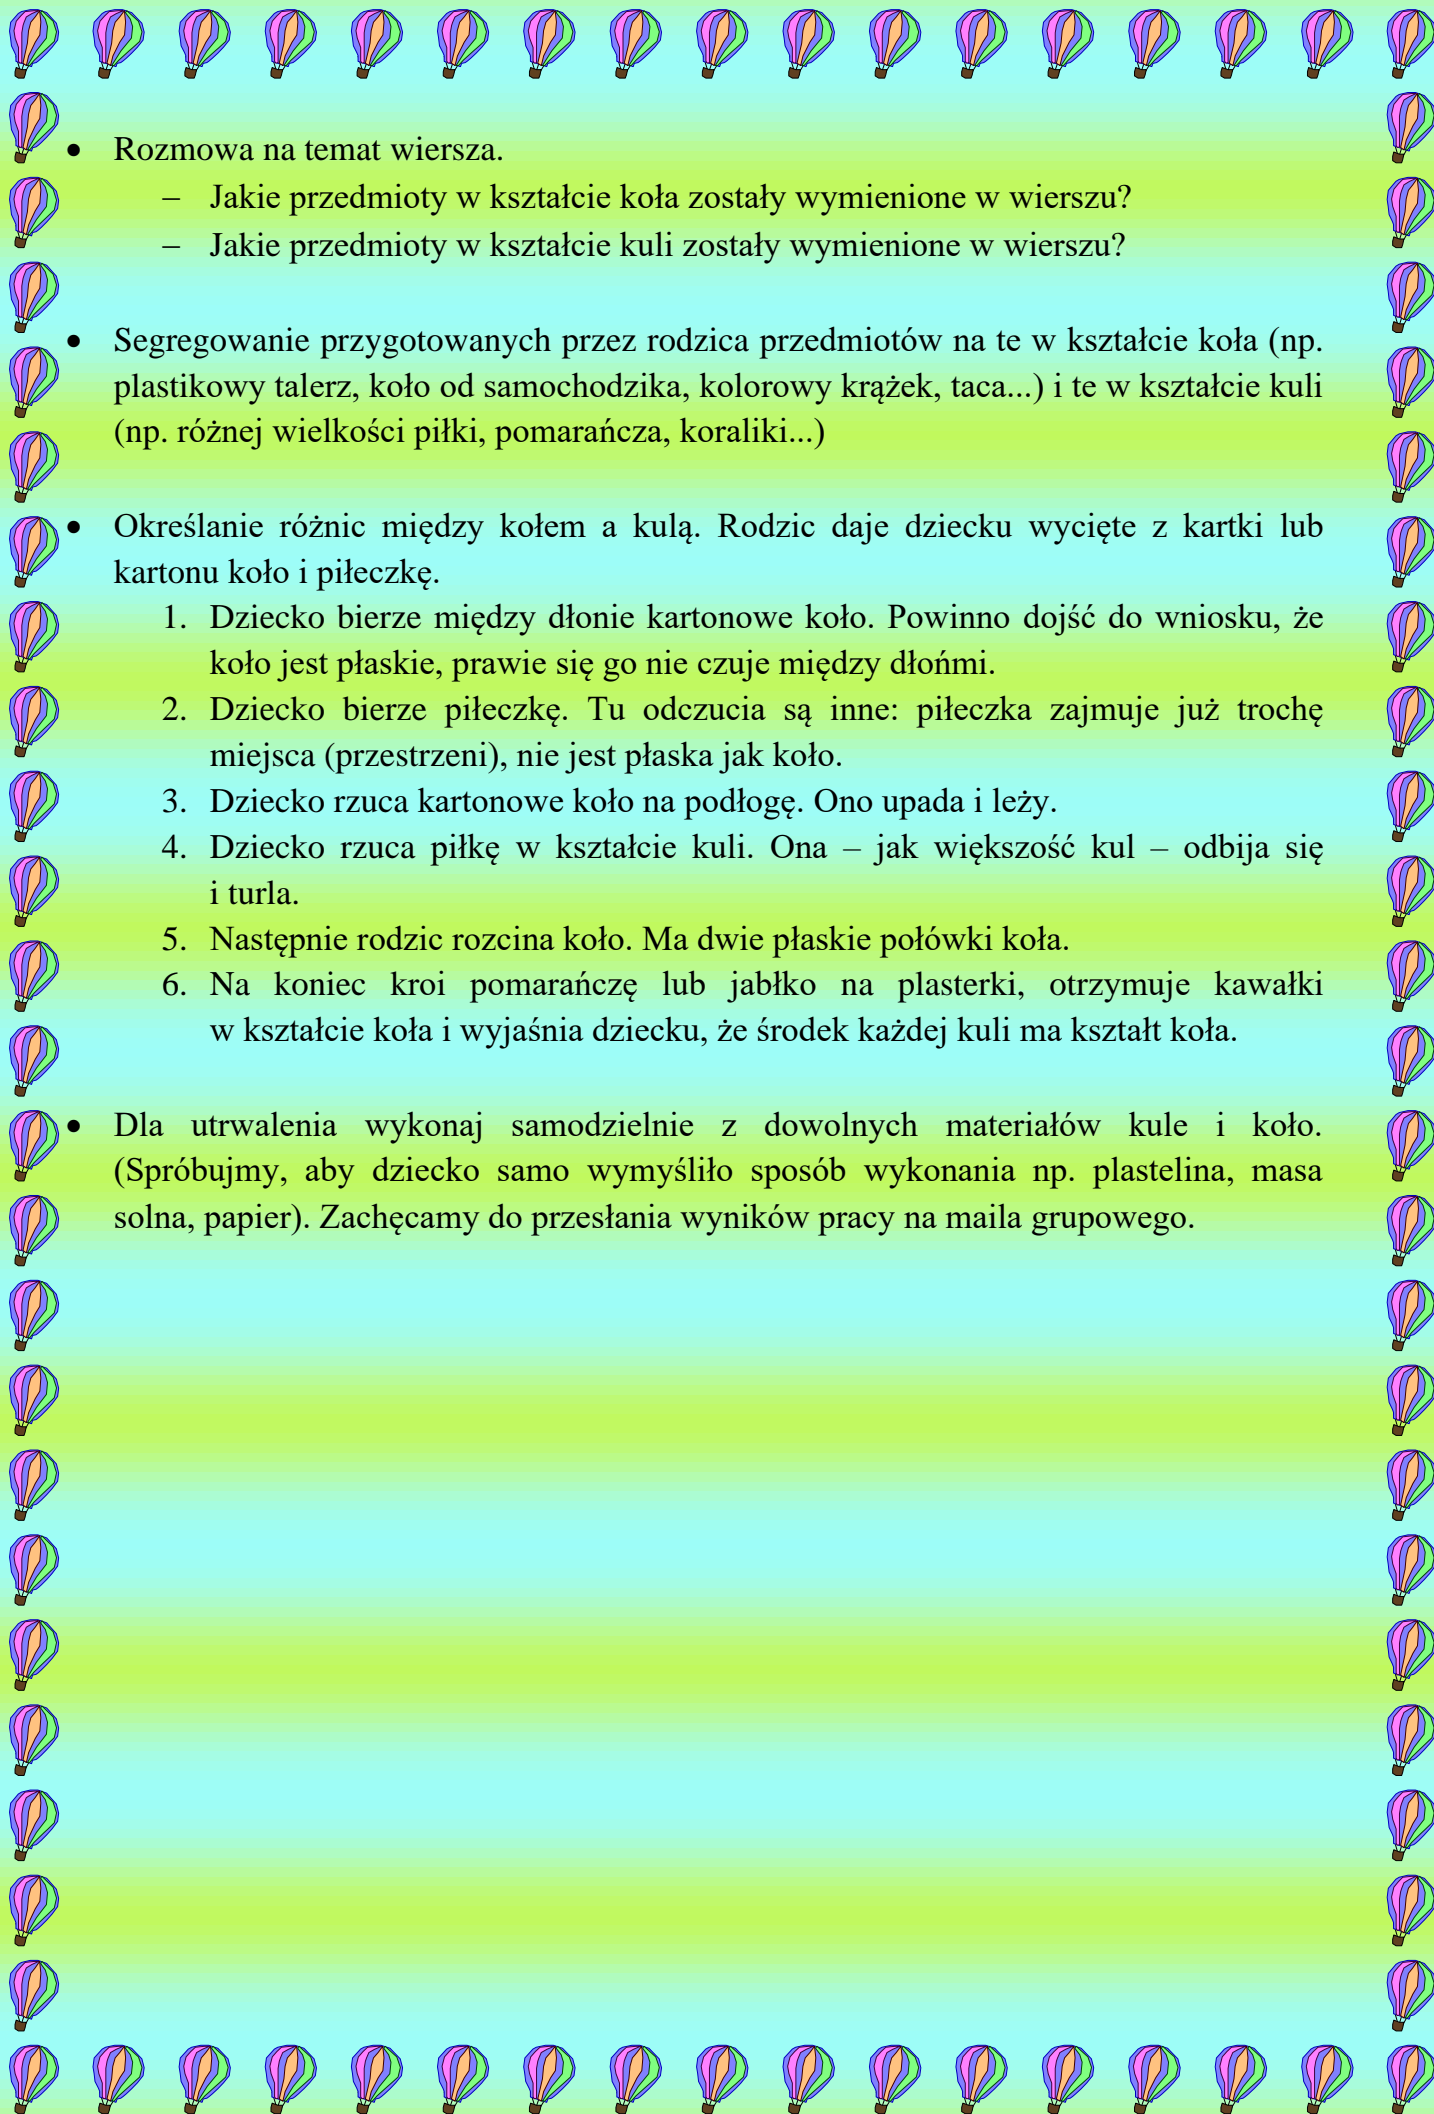 • Rozmowa na temat wiersza.
– Jakie przedmioty w kształcie koła zostały wymienione w wierszu?
– Jakie przedmioty w kształcie kuli zostały wymienione w wierszu?
• Segregowanie przygotowanych przez rodzica przedmiotów na te w kształcie koła (np.
plastikowy talerz, koło od samochodzika, kolorowy krążek, taca...) i te w kształcie kuli
(np. różnej wielkości piłki, pomarańcza, koraliki...)
• Określanie różnic między kołem a kulą. Rodzic daje dziecku wycięte z kartki lub
kartonu koło i piłeczkę.
1. Dziecko bierze między dłonie kartonowe koło. Powinno dojść do wniosku, że
koło jest płaskie, prawie się go nie czuje między dłońmi.
2. Dziecko bierze piłeczkę. Tu odczucia są inne: piłeczka zajmuje już trochę
miejsca (przestrzeni), nie jest płaska jak koło.
3. Dziecko rzuca kartonowe koło na podłogę. Ono upada i leży.
4. Dziecko rzuca piłkę w kształcie kuli. Ona – jak większość kul – odbija się
i turla.
5. Następnie rodzic rozcina koło. Ma dwie płaskie połówki koła.
6. Na koniec kroi pomarańczę lub jabłko na plasterki, otrzymuje kawałki
w kształcie koła i wyjaśnia dziecku, że środek każdej kuli ma kształt koła.
• Dla utrwalenia wykonaj samodzielnie z dowolnych materiałów kule i koło.
(Spróbujmy, aby dziecko samo wymyśliło sposób wykonania np. plastelina, masa
solna, papier). Zachęcamy do przesłania wyników pracy na maila grupowego.